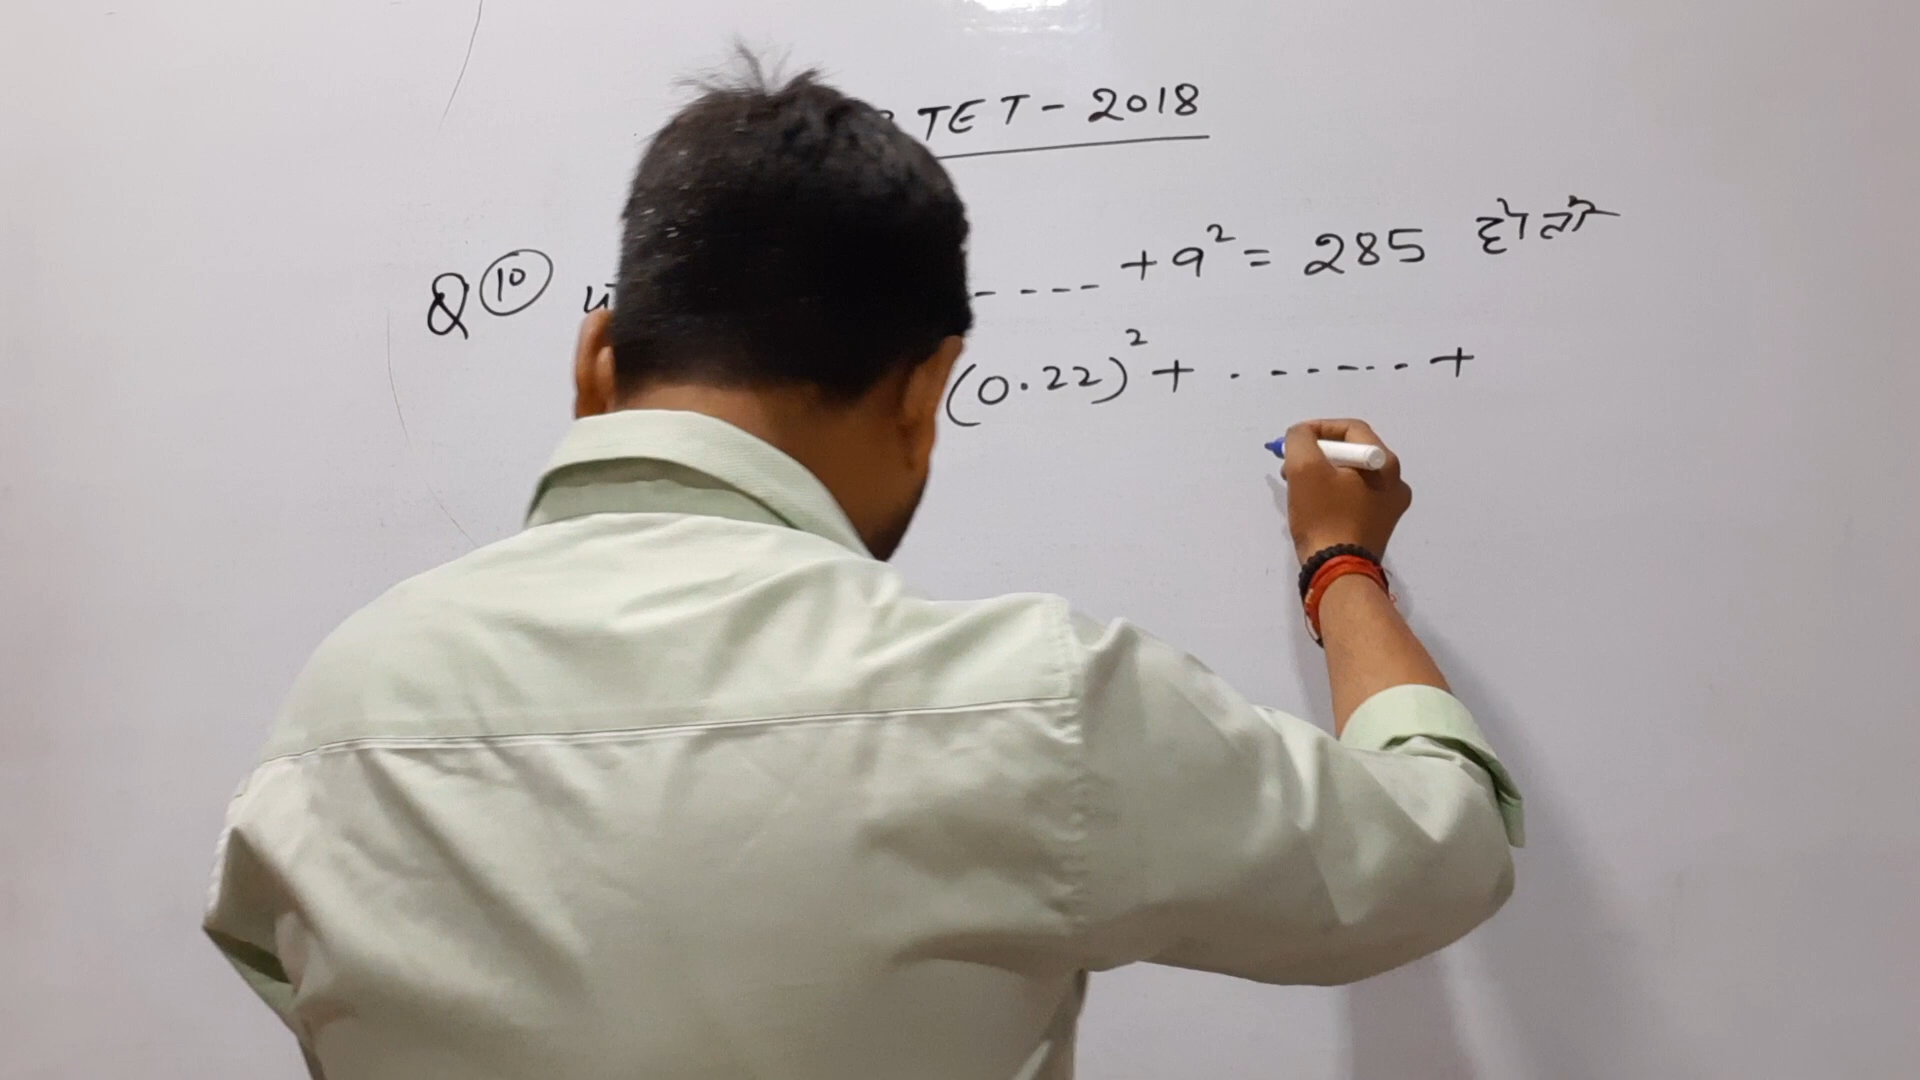 TET - 2018
Q ⑩ ----- + 9² = 285 हो तो
(0.22)² + ....... +